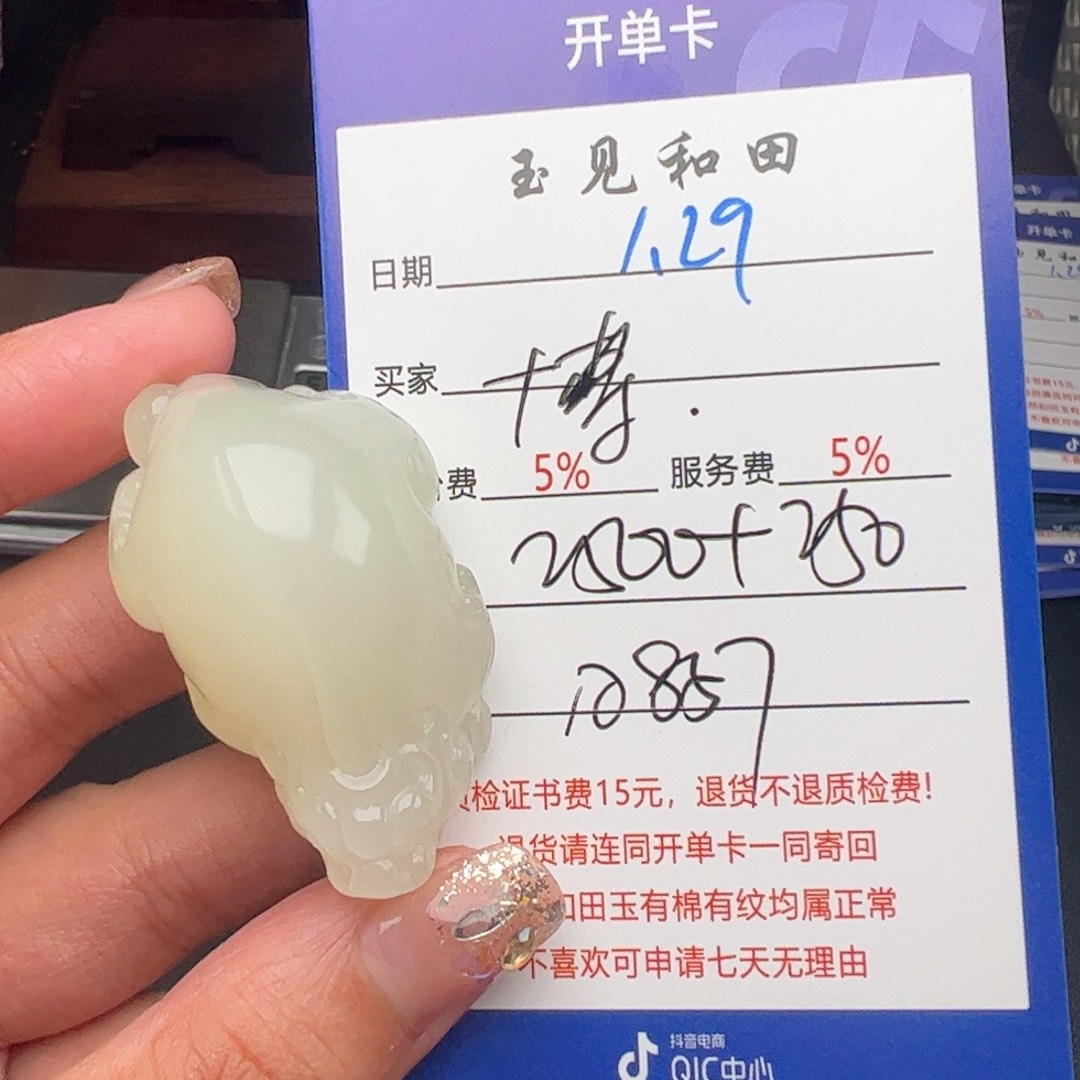 开单卡
玉见和田
日期 1.29
买家 博.
费 5% 服务费 5%
2500+250
检证书费15元，退货不退质检费!
退货请连同开单卡一同寄回
和田玉有棉有纹均属正常
不喜欢可申请七天无理由
抖音电商
QIC中心